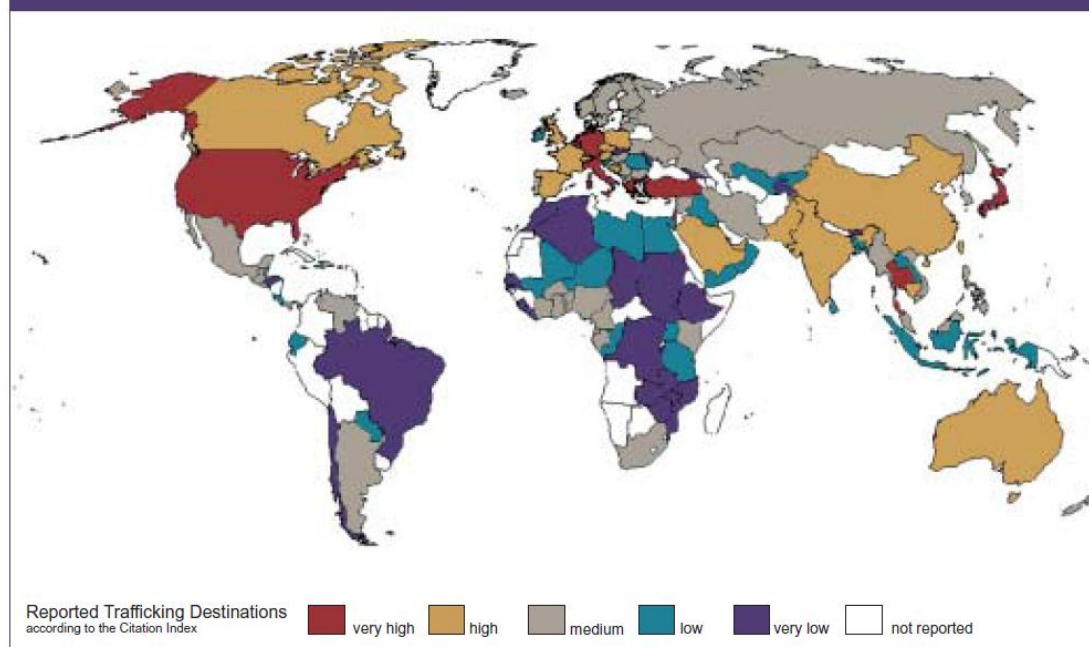 Reported Trafficking Destinations
according to the Citation Index
very high
high
medium
low
very low
not reported